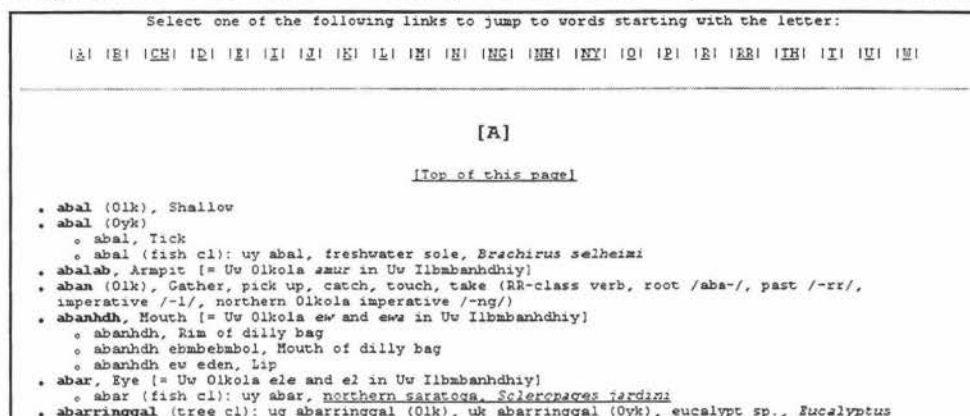 Select one of the following links to jump to words starting with the letter:
|A| |B| |CH| |D| |E| |I| |J| |K| |L| |M| |N| |NG| |NH| |NY| |O| |P| |R| |RR| |TH| |T| |U| |W|
[A]
[Top of this page]
• abal (Olk), Shallow
• abal (Oyk)
o abal, Tick
o abal (fish cl): uy abal, freshwater sole, Brachirus selheimi
• abalab, Armpit [= Uw Olkola amur in Uw Ilbmbanhdhiy]
• aban (Olk), Gather, pick up, catch, touch, take (RR-class verb, root /aba-/, past /-rr/,
imperative /-l/, northern Olkola imperative /-ng/)
• abanhdh, Mouth [= Uw Olkola ew and ewa in Uw Ilbmbanhdhiy]
o abanhdh, Rim of dilly bag
o abanhdh ebmbebmbol, Mouth of dilly bag
o abanhdh ew eden, Lip
• abar, Eye [= Uw Olkola ele and el in Uw Ilbmbanhdhiy]
o abar (fish cl): uy abar, northern saratoga, Scleropages jardini
• abarringgal (tree cl): ug abarringgal (Olk), uk abarringgal (Oyk), eucalypt sp., Eucalyptus